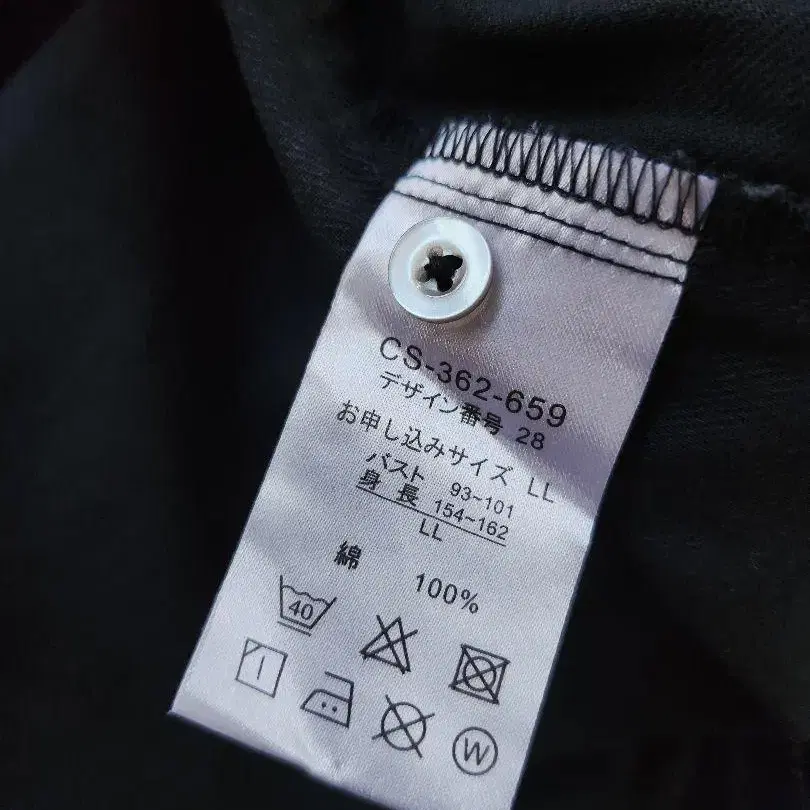 CS-362-659
デザイン番号 28
お申し込みサイズ LL
バスト 93~101
身長 154~162
LL
綿 100%
40
W